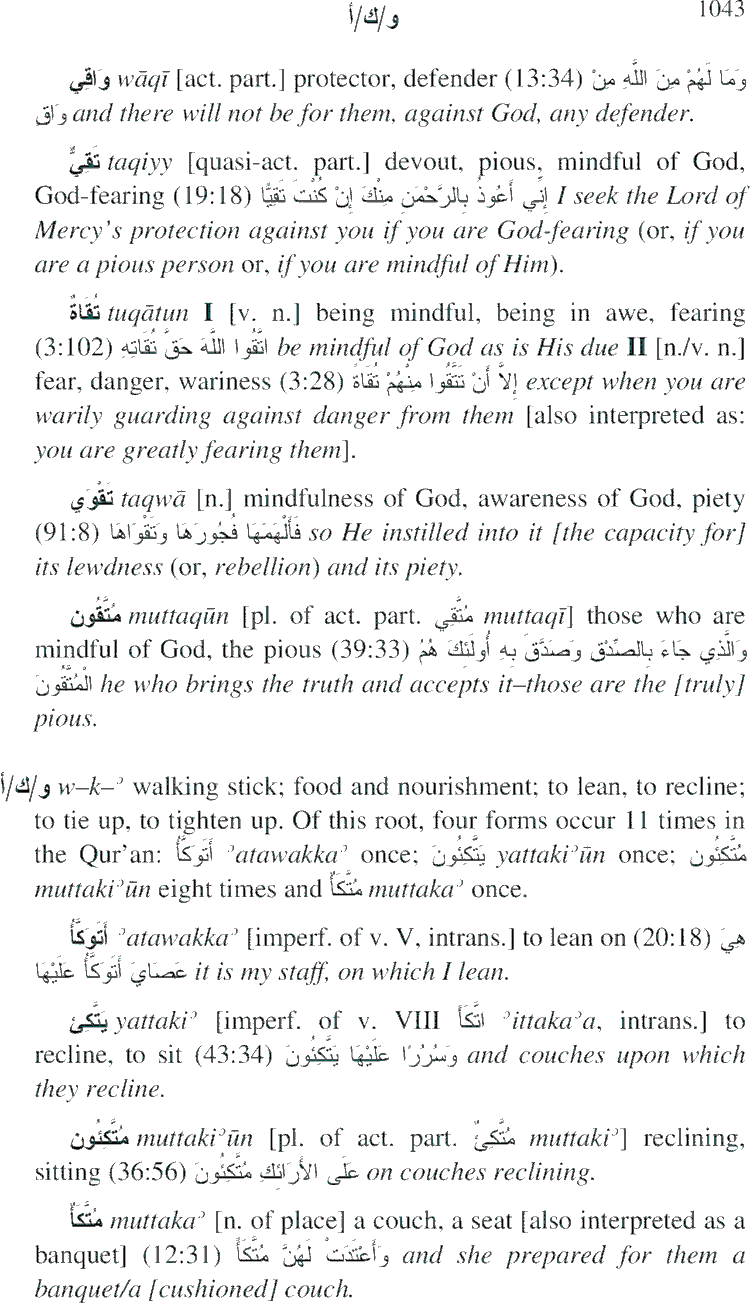 و/ك/أ 1043
وَاقِي wāqī [act. part.] protector, defender (13:34) وَمَا لَهُمْ مِنَ اللَّهِ مِنْ
وَاقٍ and there will not be for them, against God, any defender.
تَقِيٌّ taqiyy [quasi-act. part.] devout, pious, mindful of God,
God-fearing (19:18) إِنِّي أَعُوذُ بِالرَّحْمَنِ مِنْكَ إِنْ كُنْتَ تَقِيًّا I seek the Lord of
Mercy's protection against you if you are God-fearing (or, if you
are a pious person or, if you are mindful of Him).
تُقَاةٌ tuqātun I [v. n.] being mindful, being in awe, fearing
(3:102) اتَّقُوا اللَّهَ حَقَّ تُقَاتِهِ be mindful of God as is His due II [n./v. n.]
fear, danger, wariness (3:28) إِلاَّ أَنْ تَتَّقُوا مِنْهُمْ تُقَاةً except when you are
warily guarding against danger from them [also interpreted as:
you are greatly fearing them].
تَقْوَي taqwā [n.] mindfulness of God, awareness of God, piety
(91:8) فَأَلْهَمَهَا فُجُورَهَا وَتَقْوَاهَا so He instilled into it [the capacity for]
its lewdness (or, rebellion) and its piety.
مُتَّقُون muttaqūn [pl. of act. part. مُتَّقِي muttaqī] those who are
mindful of God, the pious (39:33) وَالَّذِي جَاءَ بِالصِّدْقِ وَصَدَّقَ بِهِ أُولَئِكَ هُمُ
الْمُتَّقُونَ he who brings the truth and accepts it–those are the [truly]
pious.
و/ك/أ w–k–ʾ walking stick; food and nourishment; to lean, to recline;
to tie up, to tighten up. Of this root, four forms occur 11 times in
the Qur'an: أَتَوَكَّأُ ʾatawakkaʾ once; يَتَّكِئُونَ yattakiʾūn once; مُتَّكِئُون
muttakiʾūn eight times and مُتَّكَأً muttakaʾ once.
أَتَوَكَّأُ ʾatawakkaʾ [imperf. of v. V, intrans.] to lean on (20:18) هِيَ
عَصَايَ أَتَوَكَّأُ عَلَيْهَا it is my staff, on which I lean.
يَتَّكِئ yattakiʾ [imperf. of v. VIII اتَّكَأَ ʾittakaʾa, intrans.] to
recline, to sit (43:34) وَسُرُرًا عَلَيْهَا يَتَّكِئُونَ and couches upon which
they recline.
مُتَّكِئُون muttakiʾūn [pl. of act. part. مُتَّكِئٌ muttakiʾ] reclining,
sitting (36:56) عَلَى الأَرَائِكِ مُتَّكِئُونَ on couches reclining.
مُتَّكَأً muttakaʾ [n. of place] a couch, a seat [also interpreted as a
banquet] (12:31) وَأَعْتَدَتْ لَهُنَّ مُتَّكَأً and she prepared for them a
banquet/a [cushioned] couch.